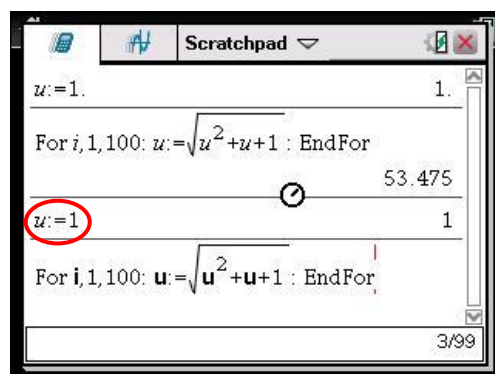 Scratchpad
u:=1. 1.
For i,1,100: u:=√u²+u+1 : EndFor
53.475
u:=1 1
For i,1,100: u:=√u²+u+1 : EndFor
3/99